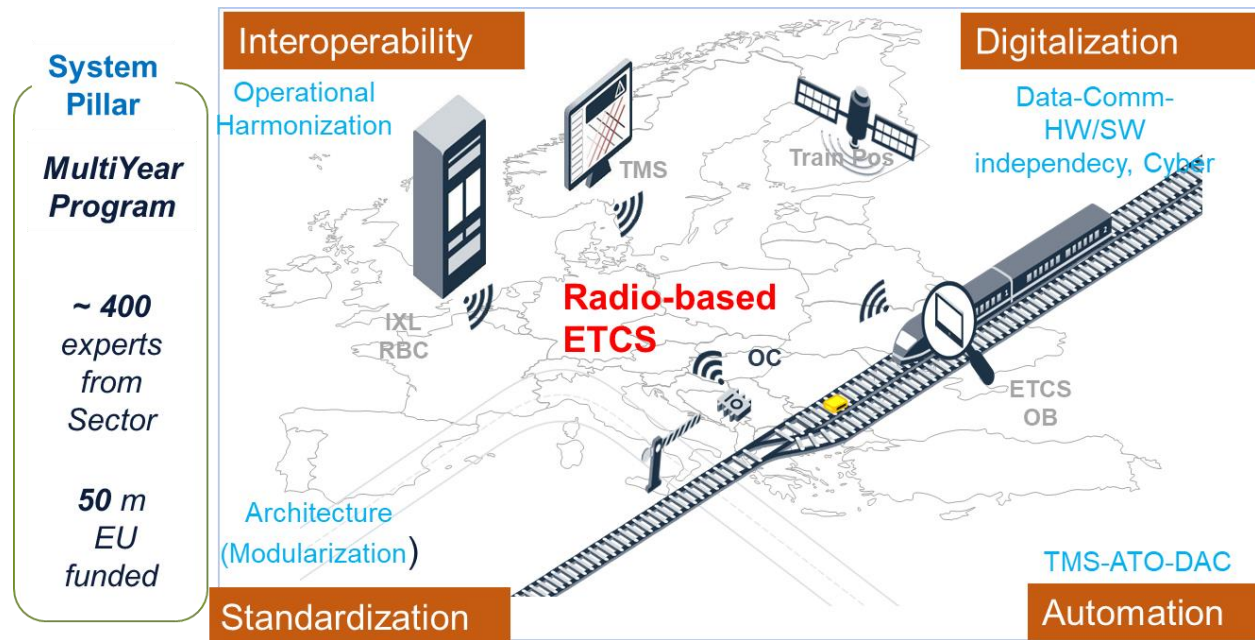 System
Pillar
MultiYear
Program
~ 400
experts
from
Sector
50 m
EU
funded
Interoperability
Operational
Harmonization
Digitalization
Data-Comm-
HW/SW
independecy, Cyber
TMS
Train Pos
IXL
RBC
Radio-based
ETCS
OC
ETCS
OB
Architecture
(Modularization)
Standardization
TMS-ATO-DAC
Automation